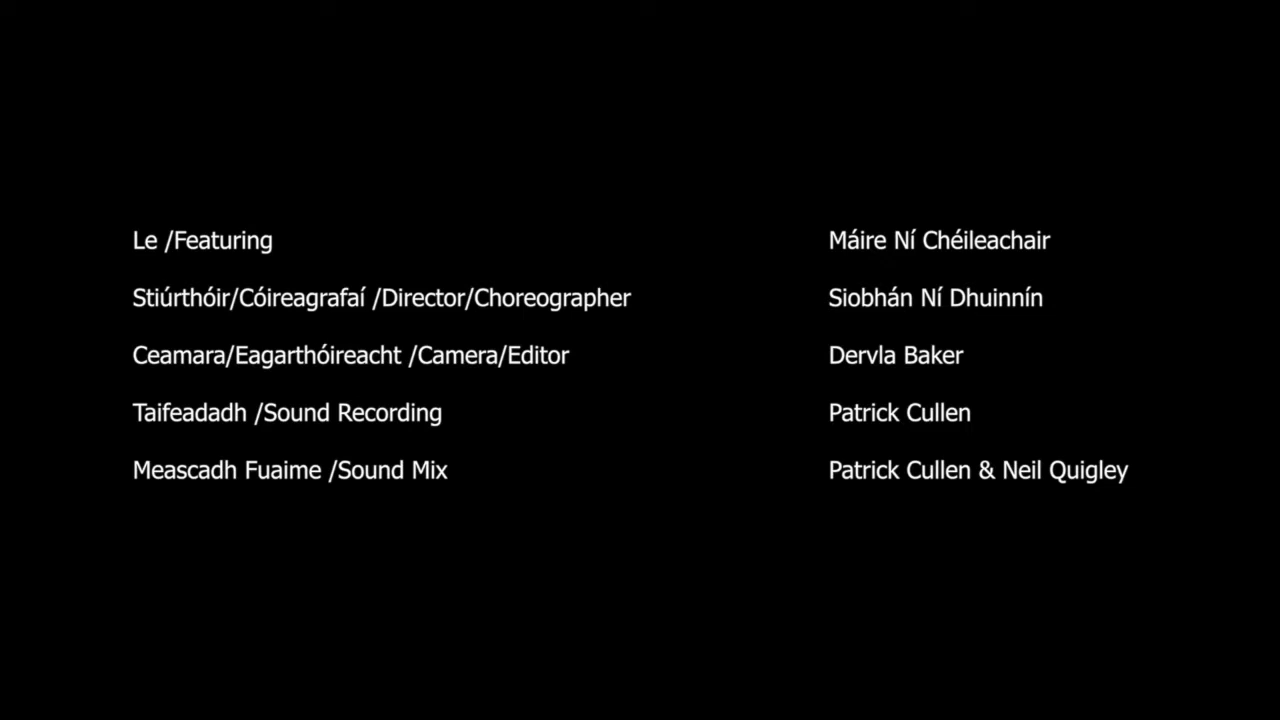 Le /Featuring Máire Ní Chéileachair
Stiúrthóir/Cóireagrafaí /Director/Choreographer Siobhán Ní Dhuinnín
Ceamara/Eagarthóireacht /Camera/Editor Dervla Baker
Taifeadadh /Sound Recording Patrick Cullen
Meascadh Fuaime /Sound Mix Patrick Cullen & Neil Quigley